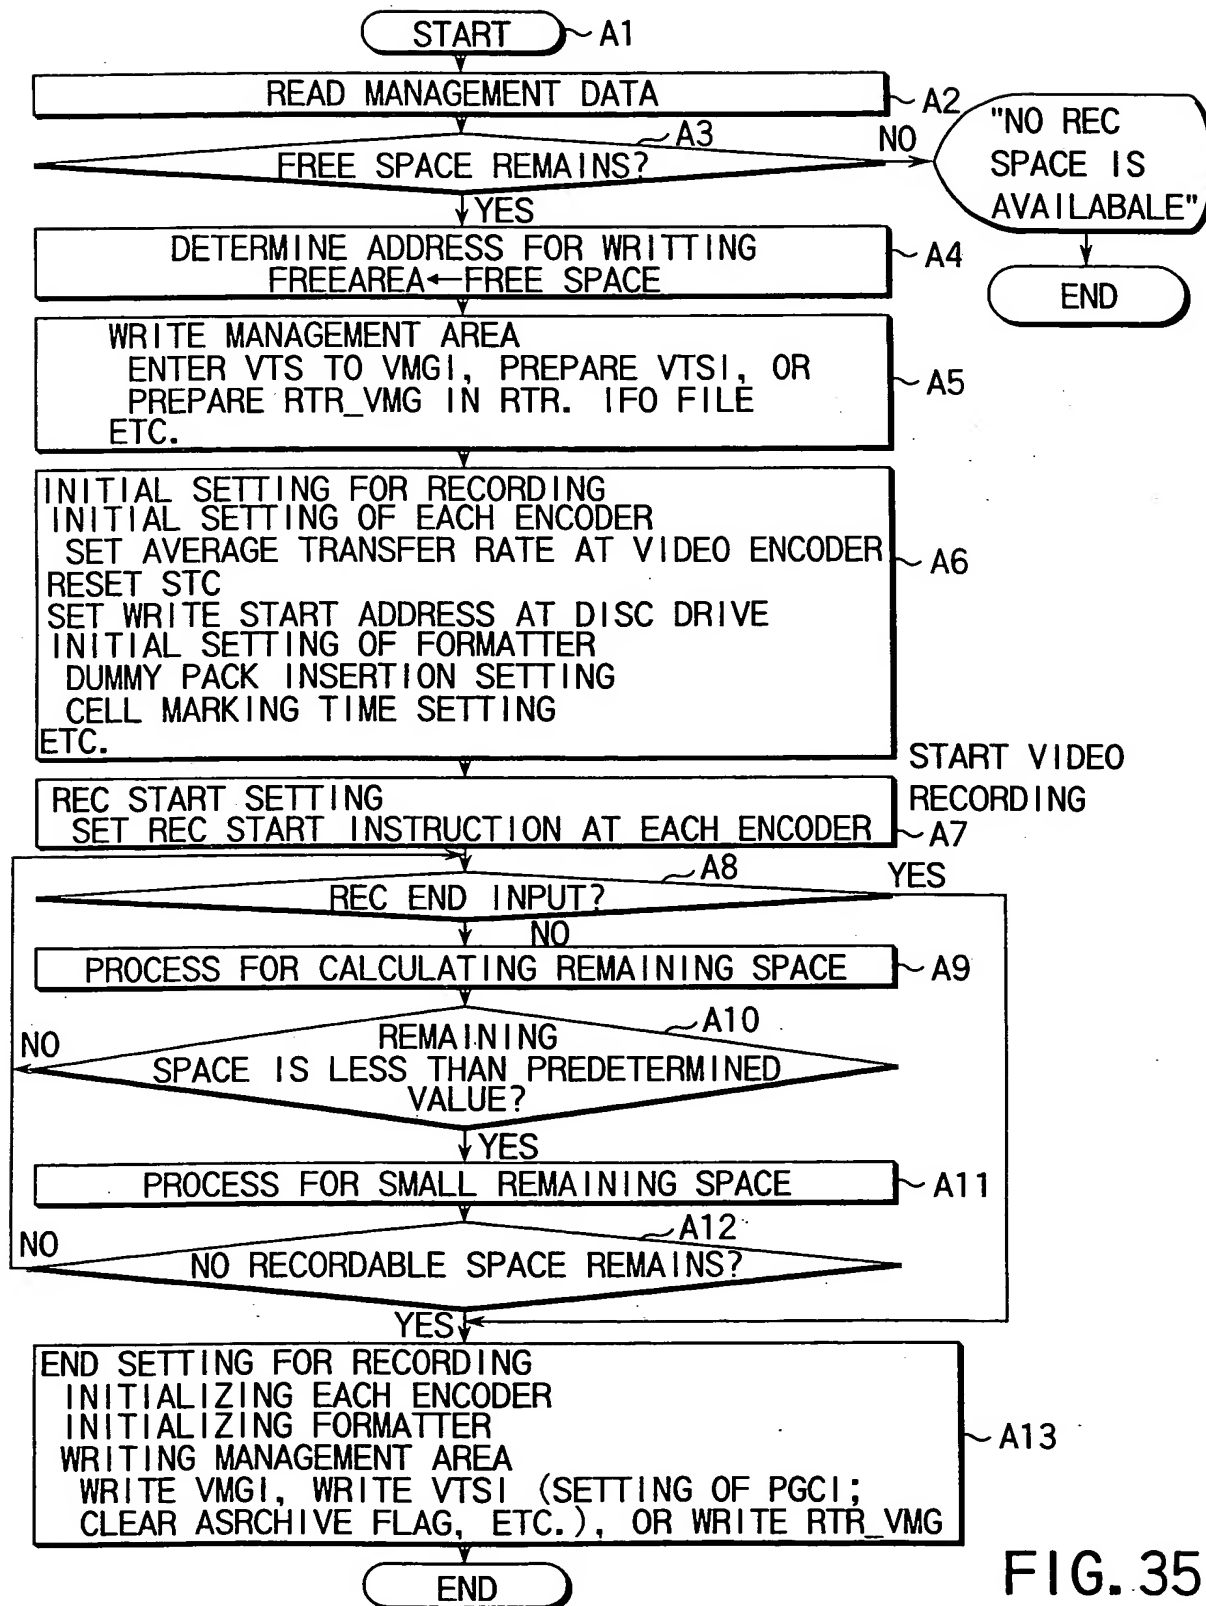 START
A1
READ MANAGEMENT DATA
A2
A3
FREE SPACE REMAINS?
NO
"NO REC
SPACE IS
AVAILABALE"
END
YES
DETERMINE ADDRESS FOR WRITTING
FREEAREA←FREE SPACE
A4
WRITE MANAGEMENT AREA
ENTER VTS TO VMGI, PREPARE VTSI, OR
PREPARE RTR_VMG IN RTR. IFO FILE
ETC.
A5
INITIAL SETTING FOR RECORDING
INITIAL SETTING OF EACH ENCODER
SET AVERAGE TRANSFER RATE AT VIDEO ENCODER
RESET STC
SET WRITE START ADDRESS AT DISC DRIVE
INITIAL SETTING OF FORMATTER
DUMMY PACK INSERTION SETTING
CELL MARKING TIME SETTING
ETC.
A6
START VIDEO
RECORDING
REC START SETTING
SET REC START INSTRUCTION AT EACH ENCODER
A7
A8
REC END INPUT?
YES
NO
PROCESS FOR CALCULATING REMAINING SPACE
A9
A10
REMAINING
SPACE IS LESS THAN PREDETERMINED
VALUE?
NO
YES
PROCESS FOR SMALL REMAINING SPACE
A11
A12
NO RECORDABLE SPACE REMAINS?
NO
YES
END SETTING FOR RECORDING
INITIALIZING EACH ENCODER
INITIALIZING FORMATTER
WRITING MANAGEMENT AREA
WRITE VMGI, WRITE VTSI (SETTING OF PGCI;
CLEAR ASRCHIVE FLAG, ETC.), OR WRITE RTR_VMG
A13
END
FIG. 35